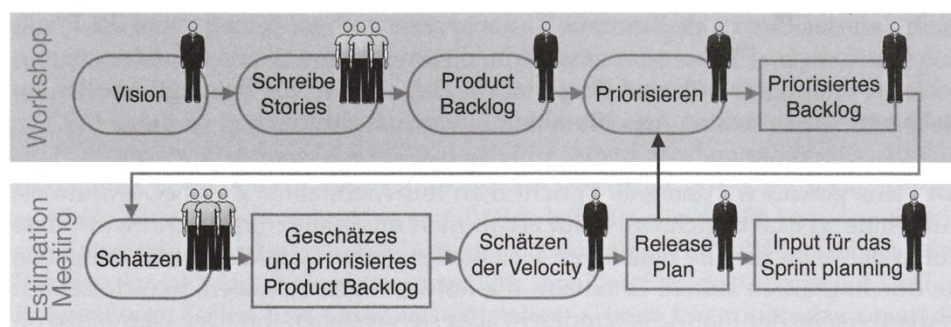 Workshop
Vision
Schreibe
Stories
Product
Backlog
Priorisieren
Priorisiertes
Backlog
Estimation
Meeting
Schätzen
Geschätzes
und priorisiertes
Product Backlog
Schätzen
der Velocity
Release
Plan
Input für das
Sprint planning